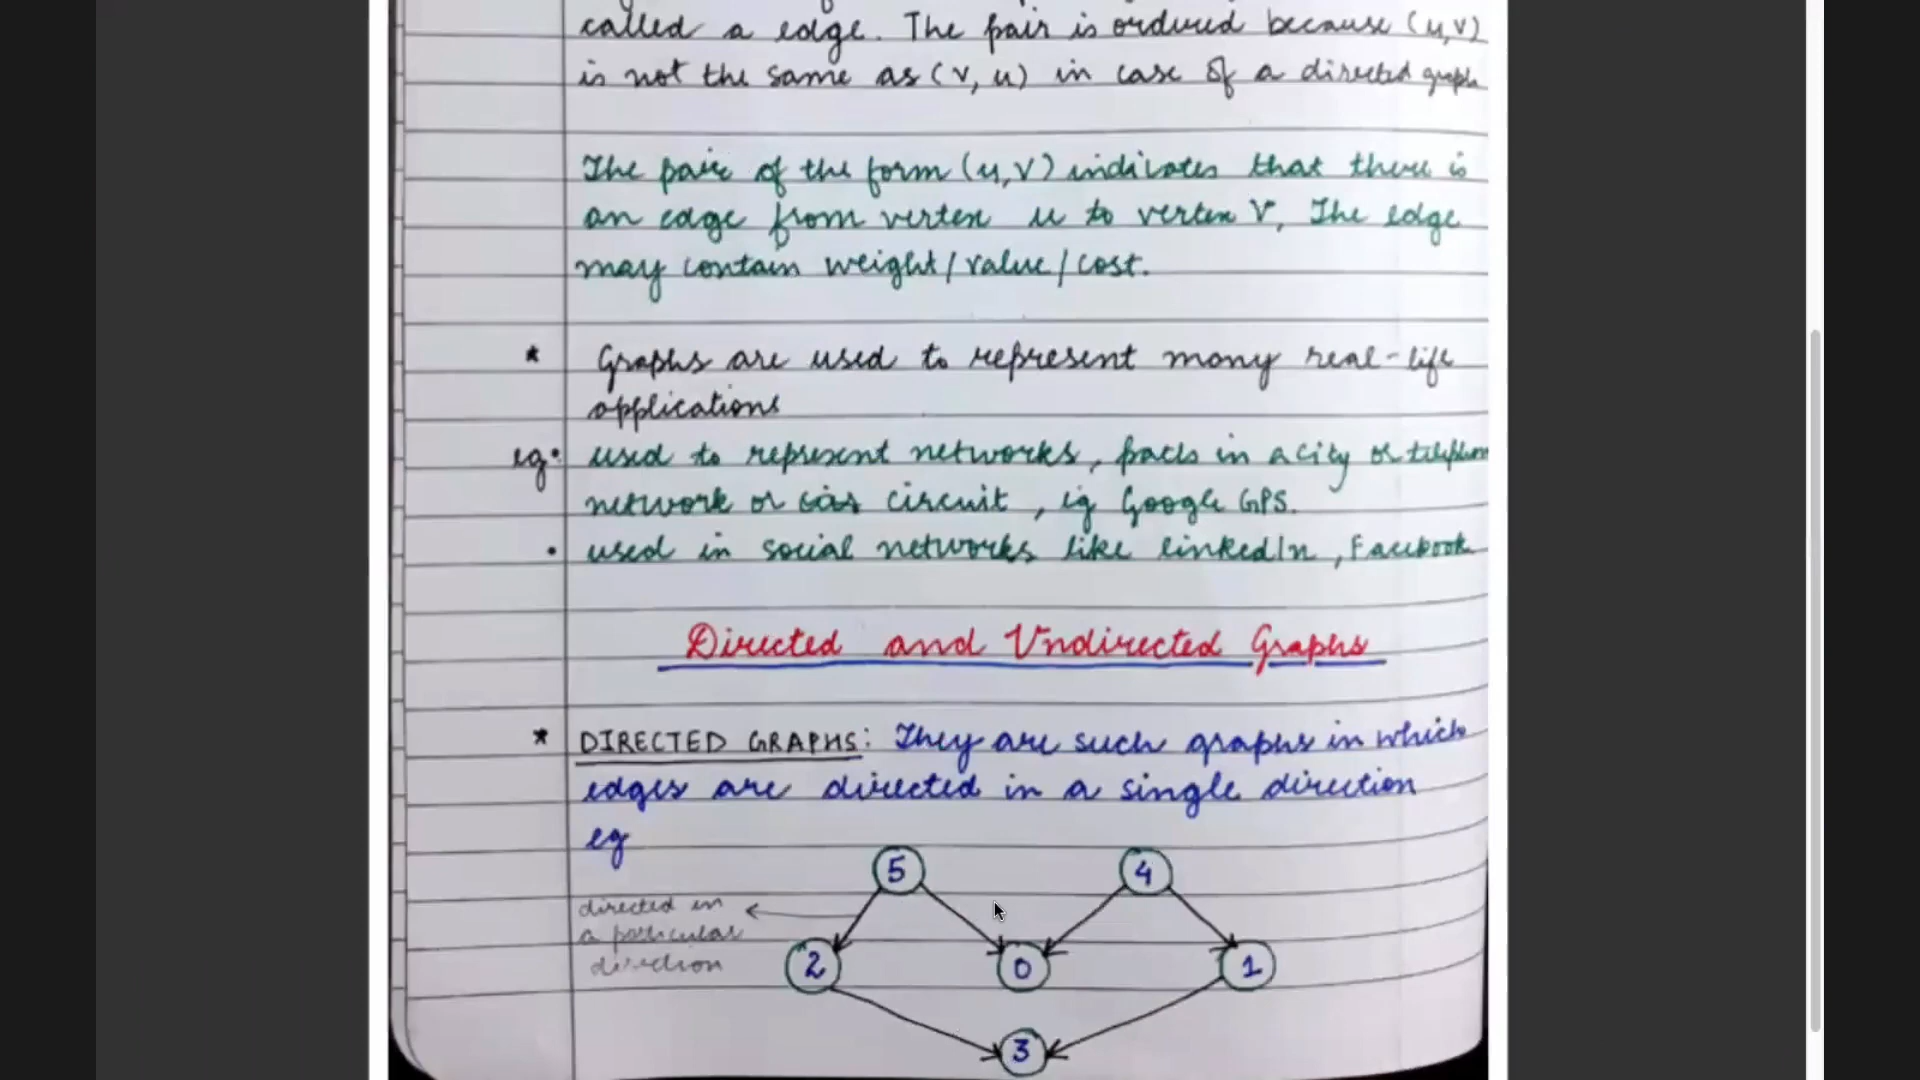 called a edge. The pair is ordered because (u,v)
is not the same as (v, u) in case of a directed graph
The pair of the form (u,v) indicates that there is
an edge from vertex u to vertex v, The edge
may contain weight/value/cost.
* Graphs are used to represent many real-life
applications
eg• used to represent networks, paths in a city or telephone
network or circuit, eg Google GPS.
• used in social networks like linkedIn, Facebook
Directed and Undirected Graphs
* DIRECTED GRAPHS: They are such graphs in which
edges are directed in a single direction
eg
5 4
directed in
a particular
direction
2 0 1
3